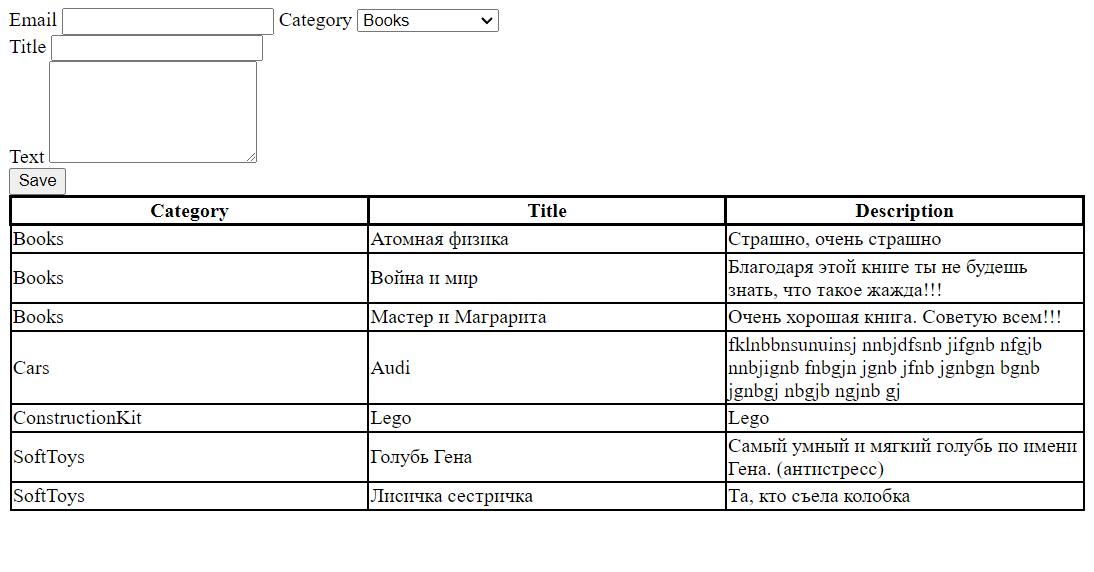 Email Category Books
Title
Text
Save
Category Title Description
Books Атомная физика Страшно, очень страшно
Books Война и мир Благодаря этой книге ты не будешь
знать, что такое жажда!!!
Books Мастер и Маграрита Очень хорошая книга. Советую всем!!!
Cars Audi fklnbbnsunuinsj nnbjdfsnb jifgnb nfgjb
nnbjignb fnbgjn jgnb jfnb jgnbgn bgnb
jgnbgj nbgjb ngjnb gj
ConstructionKit Lego Lego
SoftToys Голубь Гена Самый умный и мягкий голубь по имени
Гена. (антистресс)
SoftToys Лисичка сестричка Та, кто съела колобка